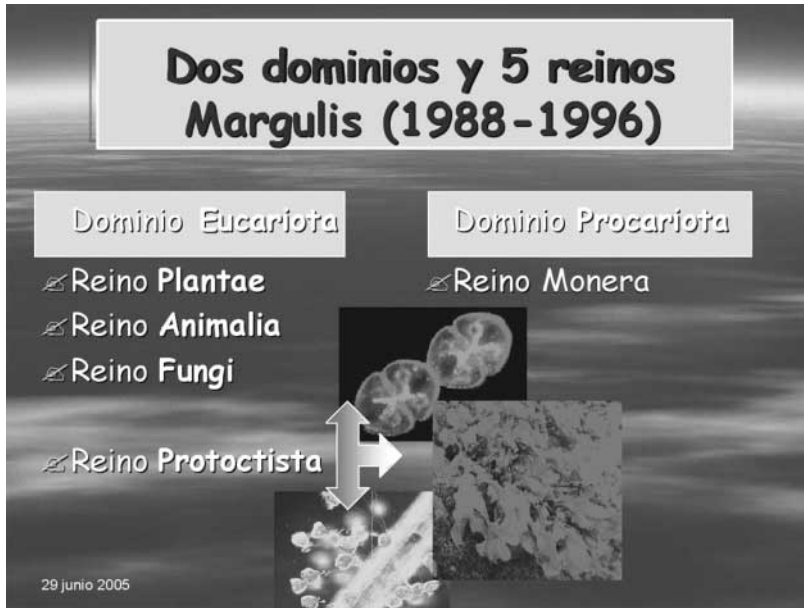 Dos dominios y 5 reinos
Margulis (1988-1996)
Dominio Eucariota
Reino Plantae
Reino Animalia
Reino Fungi
Reino Protoctista
Dominio Procariota
Reino Monera
29 junio 2005